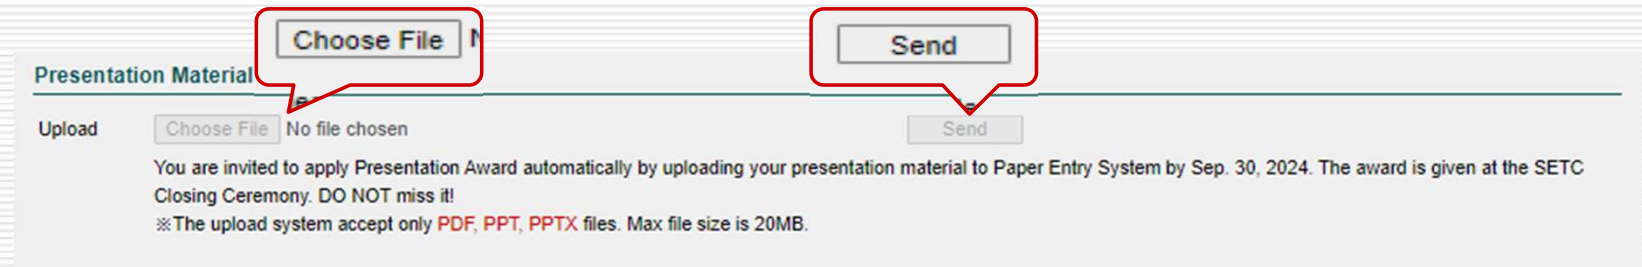 Choose File
Send
Presentation Material
Upload Choose File No file chosen Send
You are invited to apply Presentation Award automatically by uploading your presentation material to Paper Entry System by Sep. 30, 2024. The award is given at the SETC
Closing Ceremony. DO NOT miss it!
※The upload system accept only PDF, PPT, PPTX files. Max file size is 20MB.